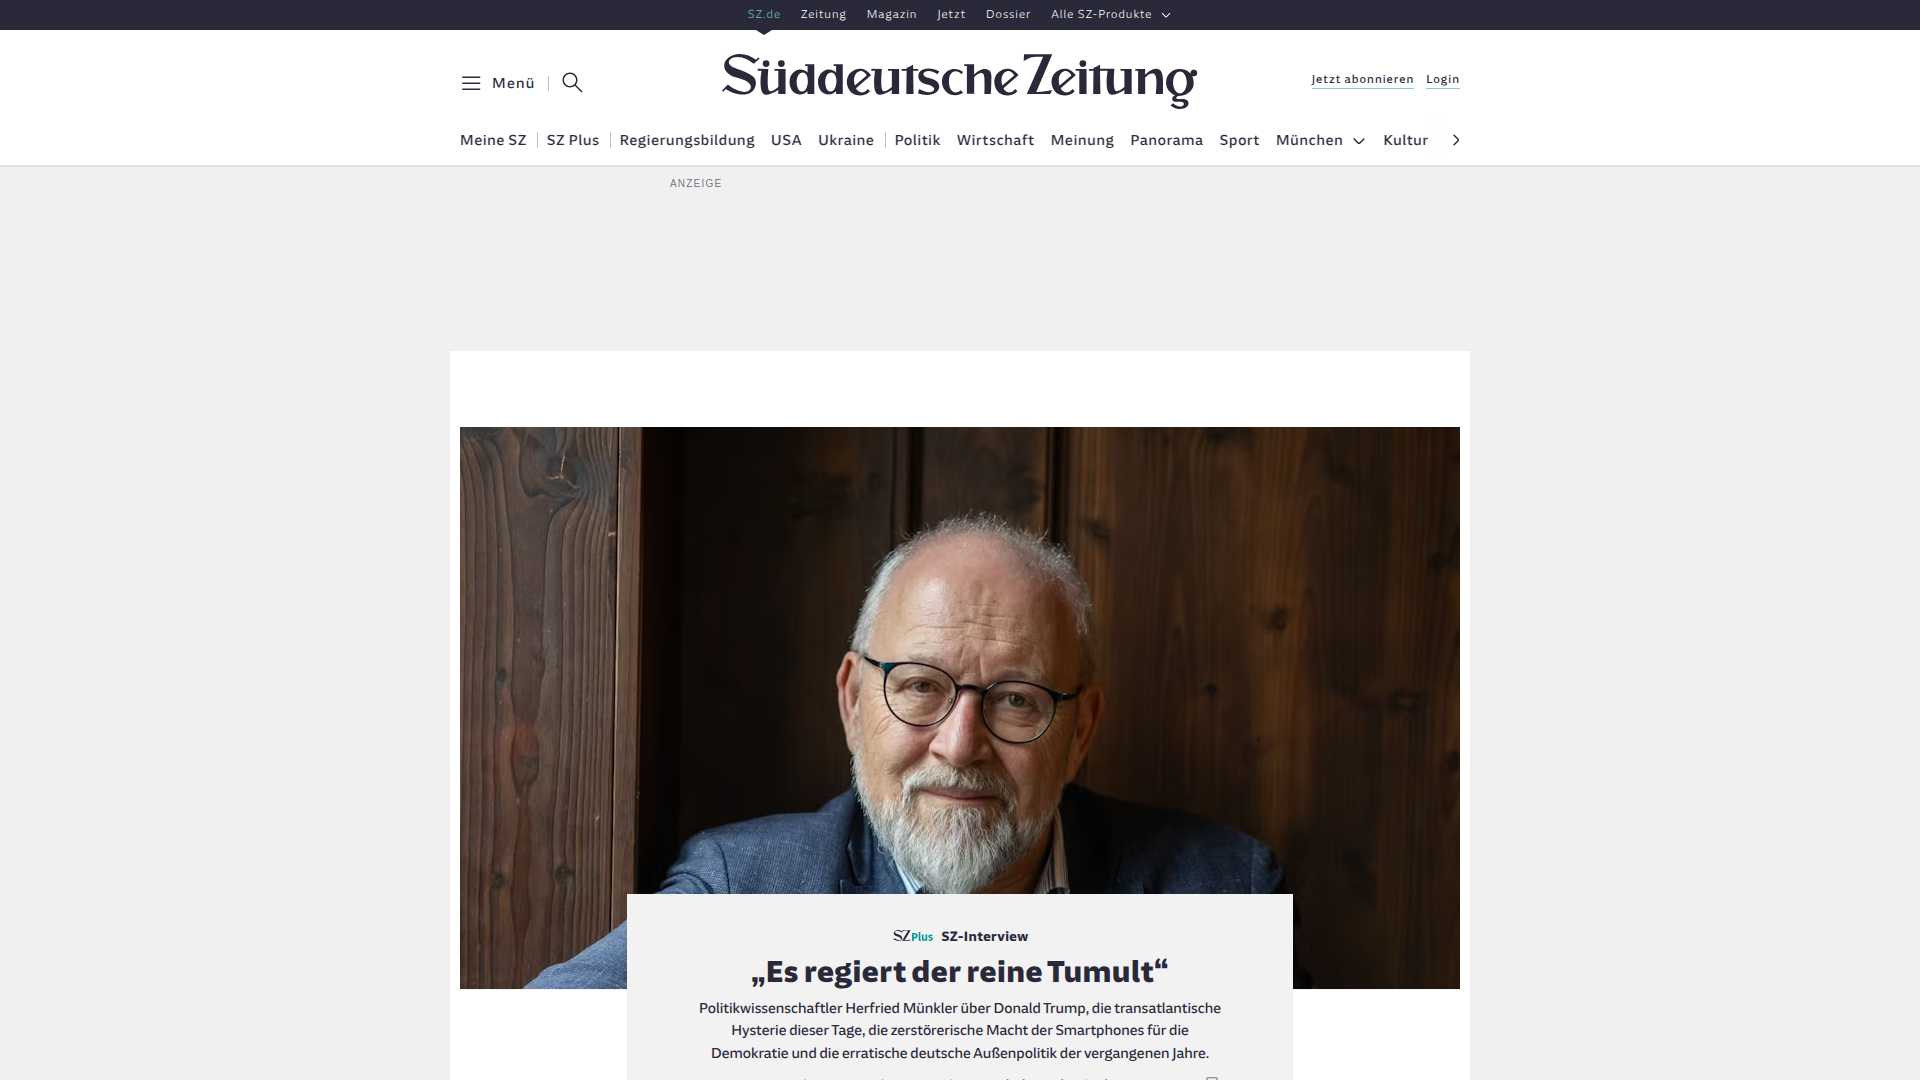 SZ.de Zeitung Magazin Jetzt Dossier Alle SZ-Produkte
Menü
Süddeutsche Zeitung
Jetzt abonnieren Login
Meine SZ SZ Plus Regierungsbildung USA Ukraine Politik Wirtschaft Meinung Panorama Sport München Kultur
ANZEIGE
SZ Plus SZ-Interview
„Es regiert der reine Tumult“
Politikwissenschaftler Herfried Münkler über Donald Trump, die transatlantische
Hysterie dieser Tage, die zerstörerische Macht der Smartphones für die
Demokratie und die erratische deutsche Außenpolitik der vergangenen Jahre.